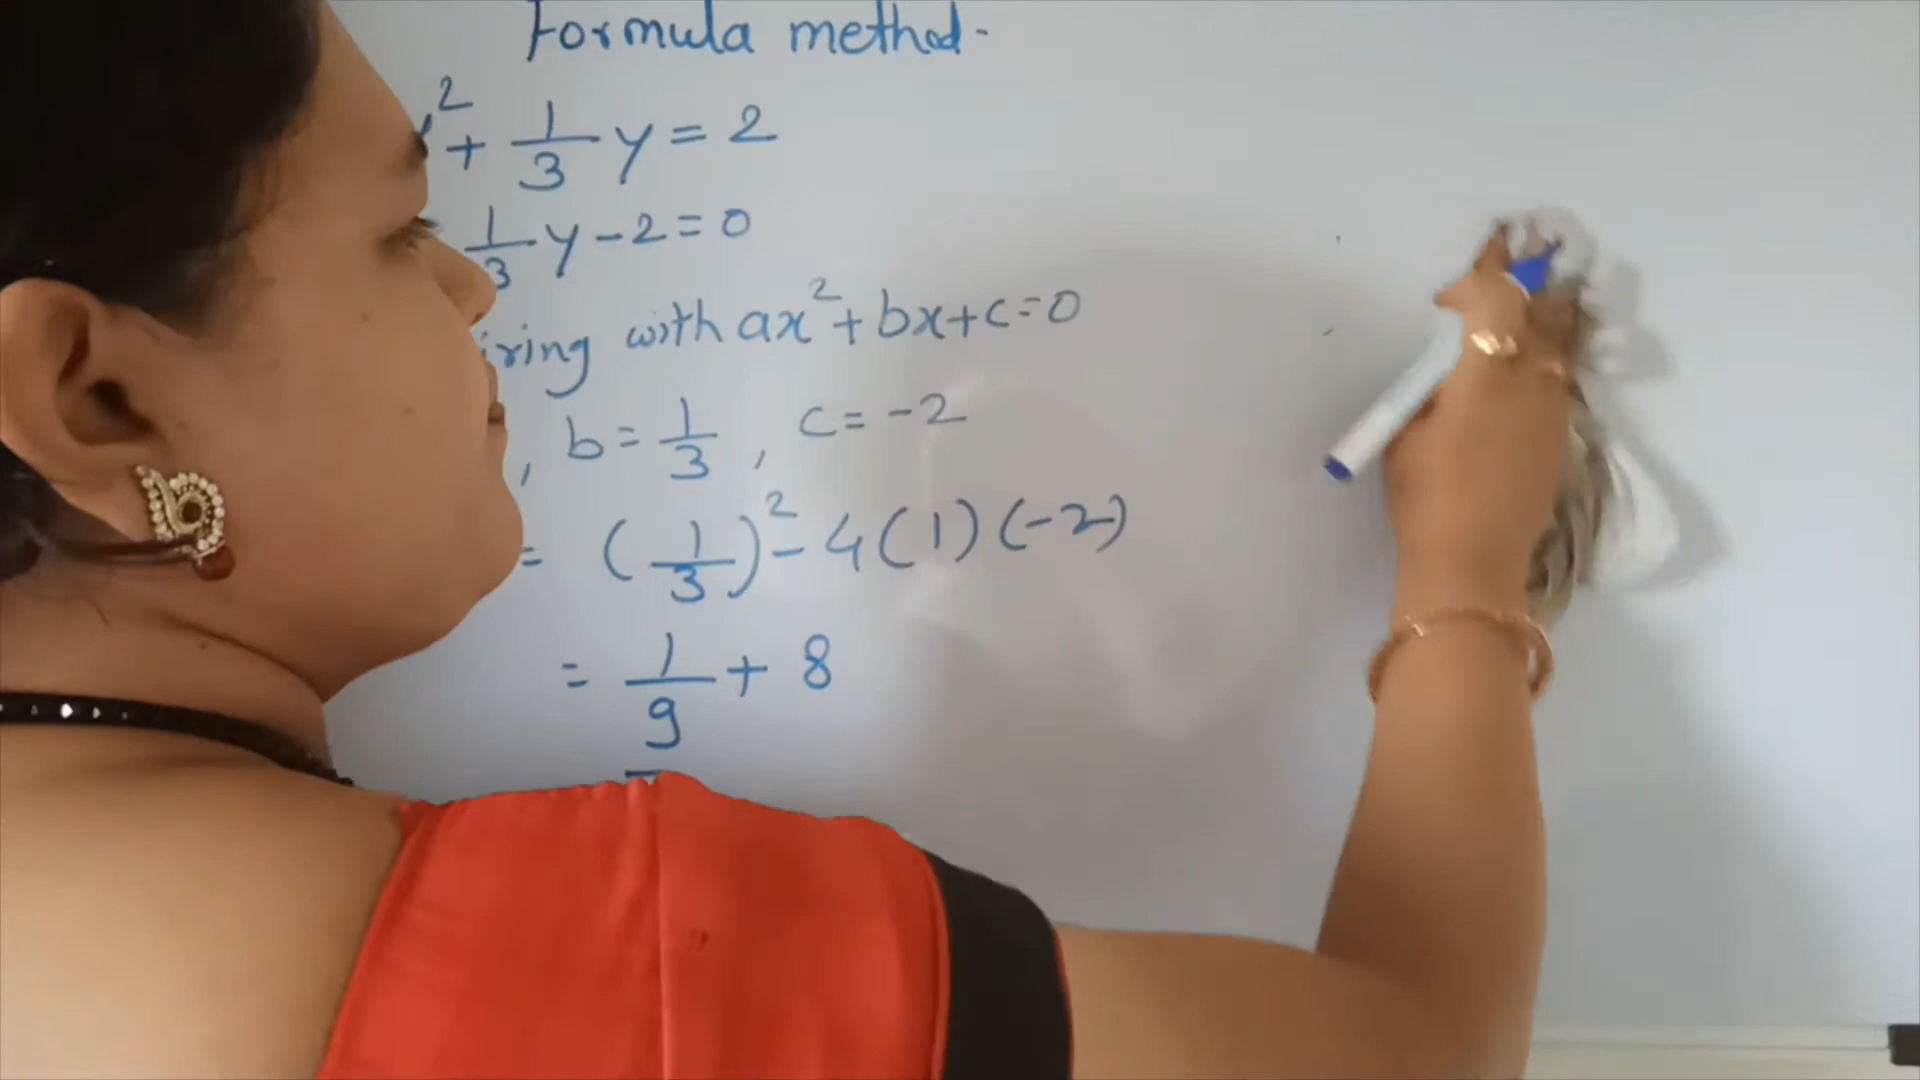 Formula method.
y² + 1/3 y = 2
1/3 y - 2 = 0
with ax² + bx + c = 0
, b = 1/3 , c = -2
= (1/3)² - 4 (1) (-2)
= 1/9 + 8